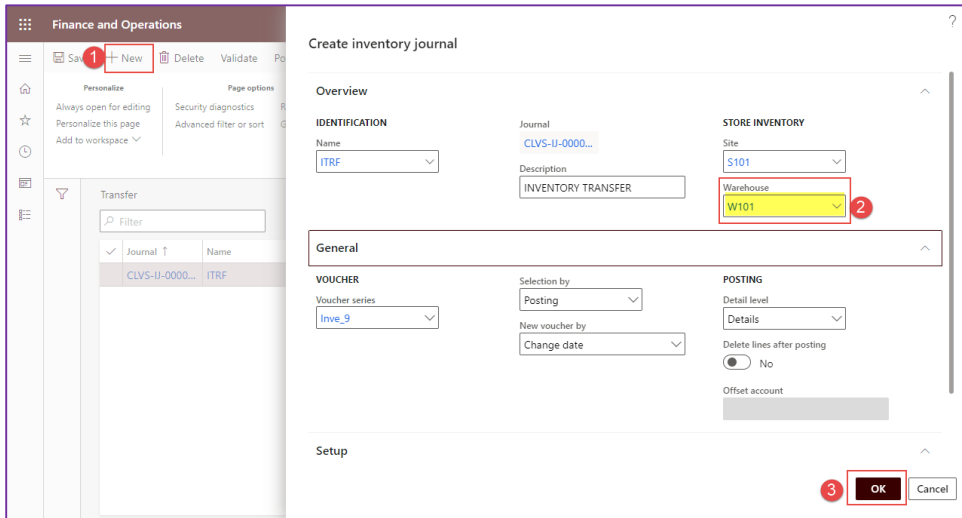 Finance and Operations
?
Create inventory journal
Sav
1
New
Delete
Validate
Po
Personalize
Always open for editing
Personalize this page
Add to workspace
Page options
Security diagnostics
Advanced filter or sort
R
G
Transfer
Filter
Journal
Name
CLVS-IJ-0000...
ITRF
Overview
IDENTIFICATION
Name
ITRF
Journal
CLVS-IJ-0000...
Description
INVENTORY TRANSFER
STORE INVENTORY
Site
S101
Warehouse
W101
2
General
VOUCHER
Voucher series
Inve_9
Selection by
Posting
New voucher by
Change date
POSTING
Detail level
Details
Delete lines after posting
No
Offset account
Setup
3
OK
Cancel